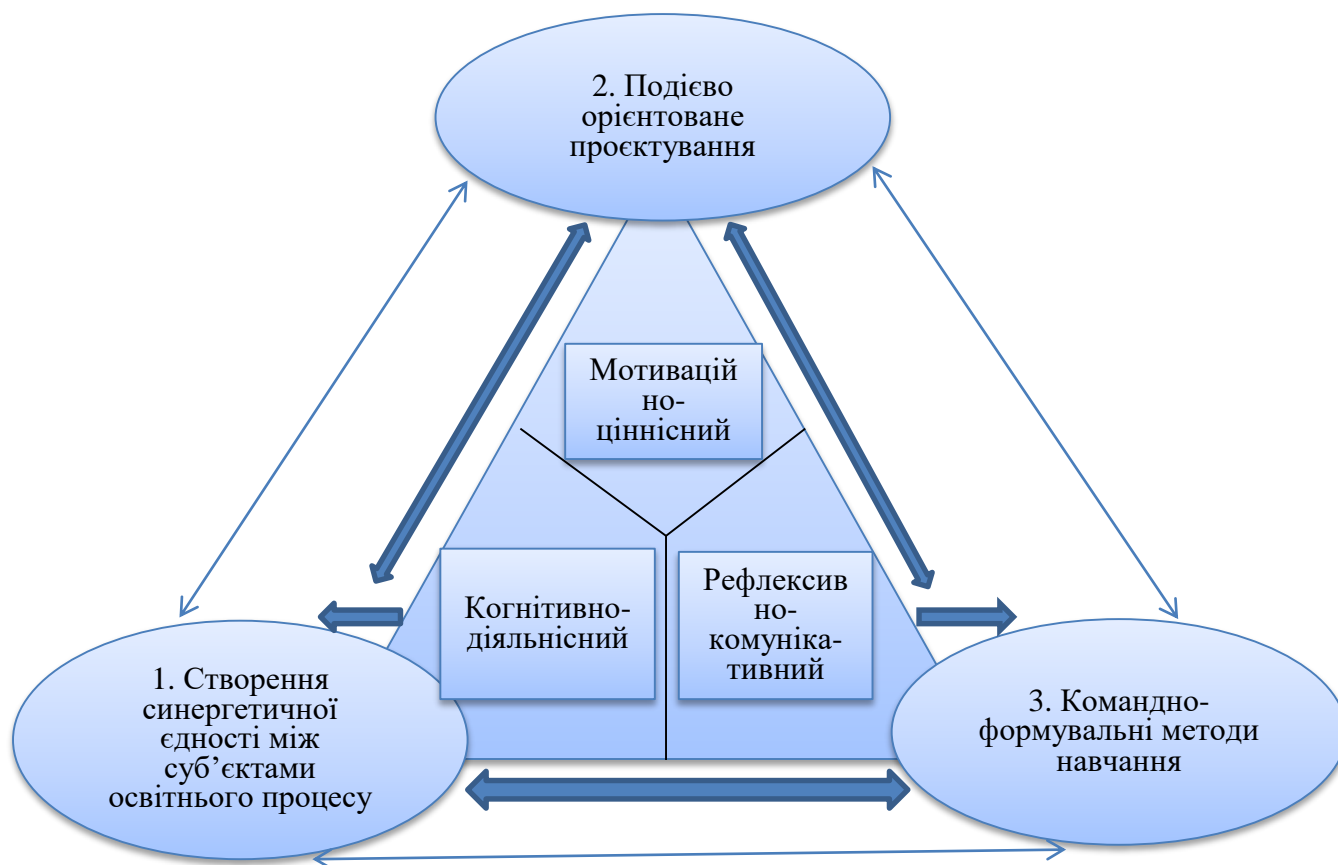 2. Подієво
орієнтоване
проєктування
Мотивацій
но-
ціннісний
Когнітивно-
діяльнісний
Рефлексив
но-
комуніка-
тивний
1. Створення
синергетичної
єдності між
суб’єктами
освітнього процесу
3. Командно-
формувальні методи
навчання